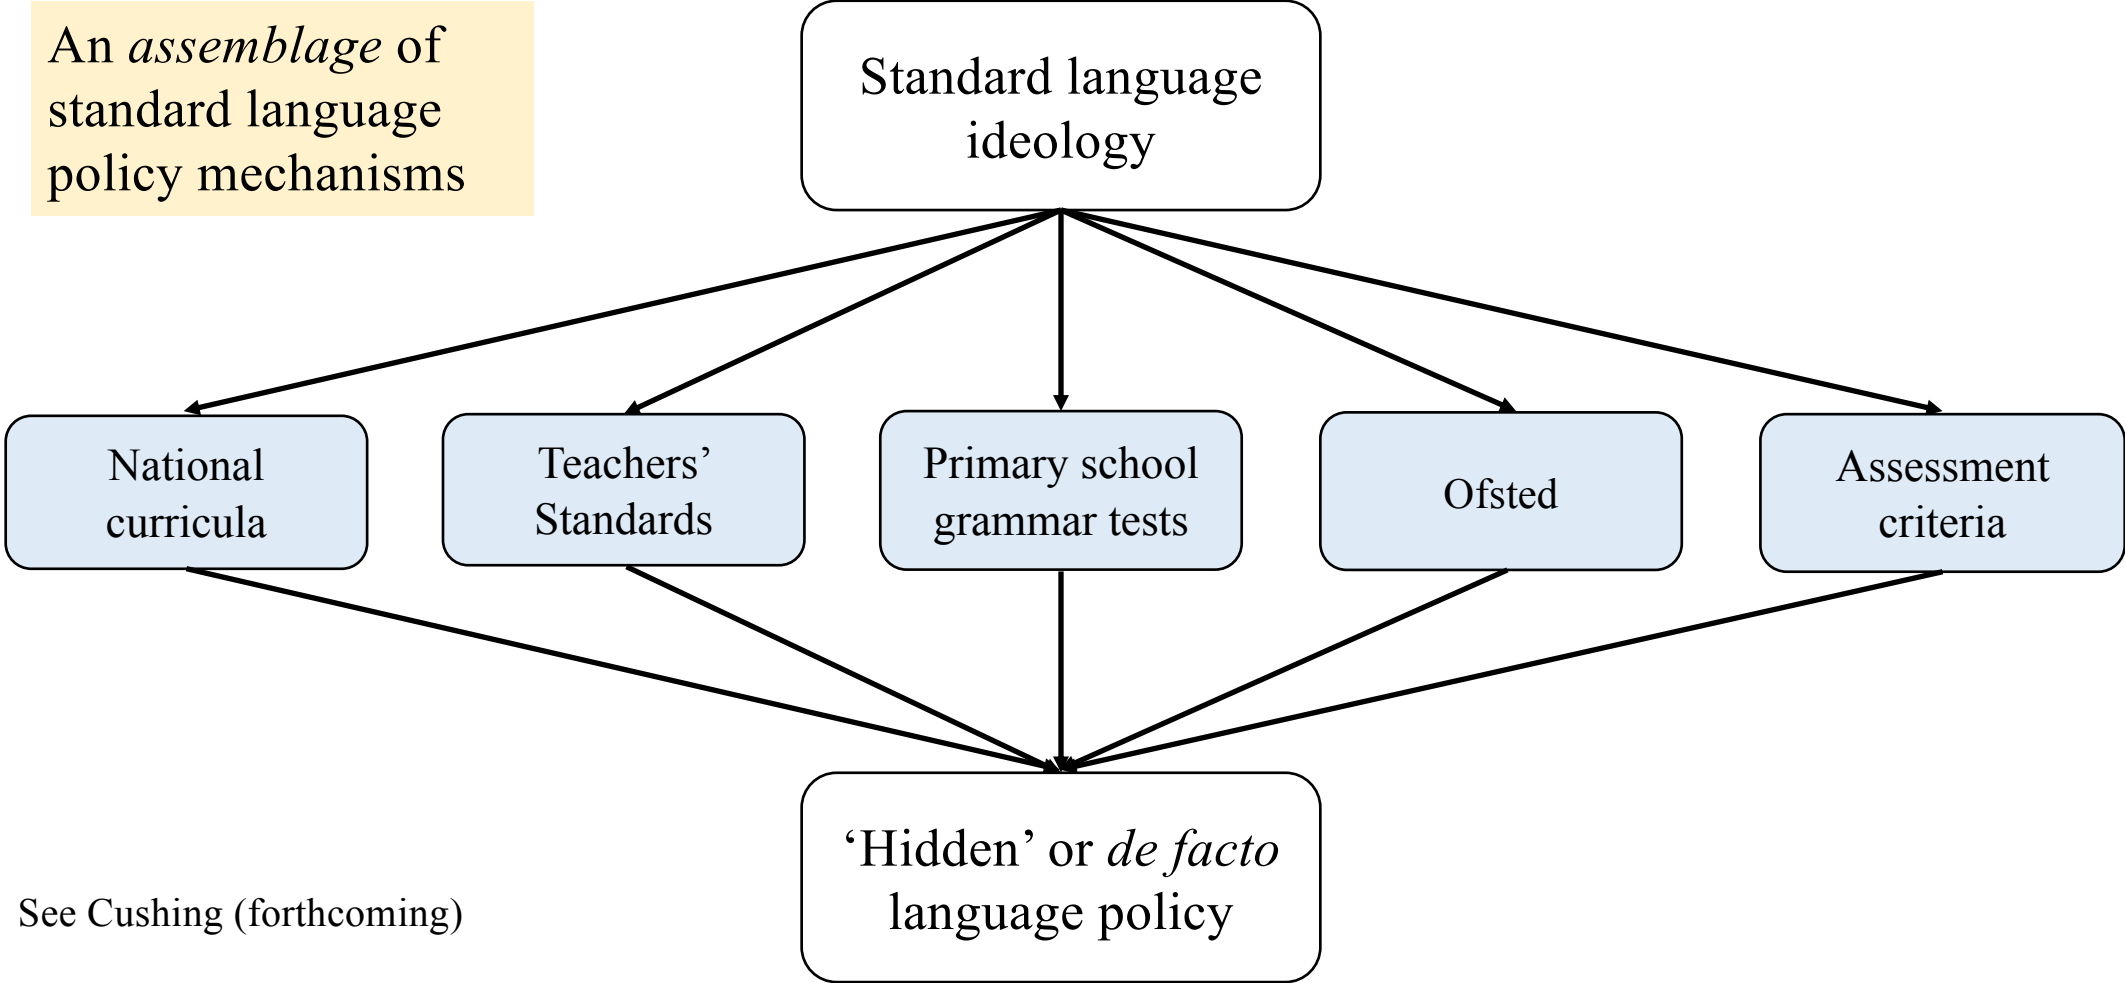 An assemblage of
standard language
policy mechanisms
Standard language
ideology
National
curricula
Teachers’
Standards
Primary school
grammar tests
Ofsted
Assessment
criteria
‘Hidden’ or de facto
language policy
See Cushing (forthcoming)